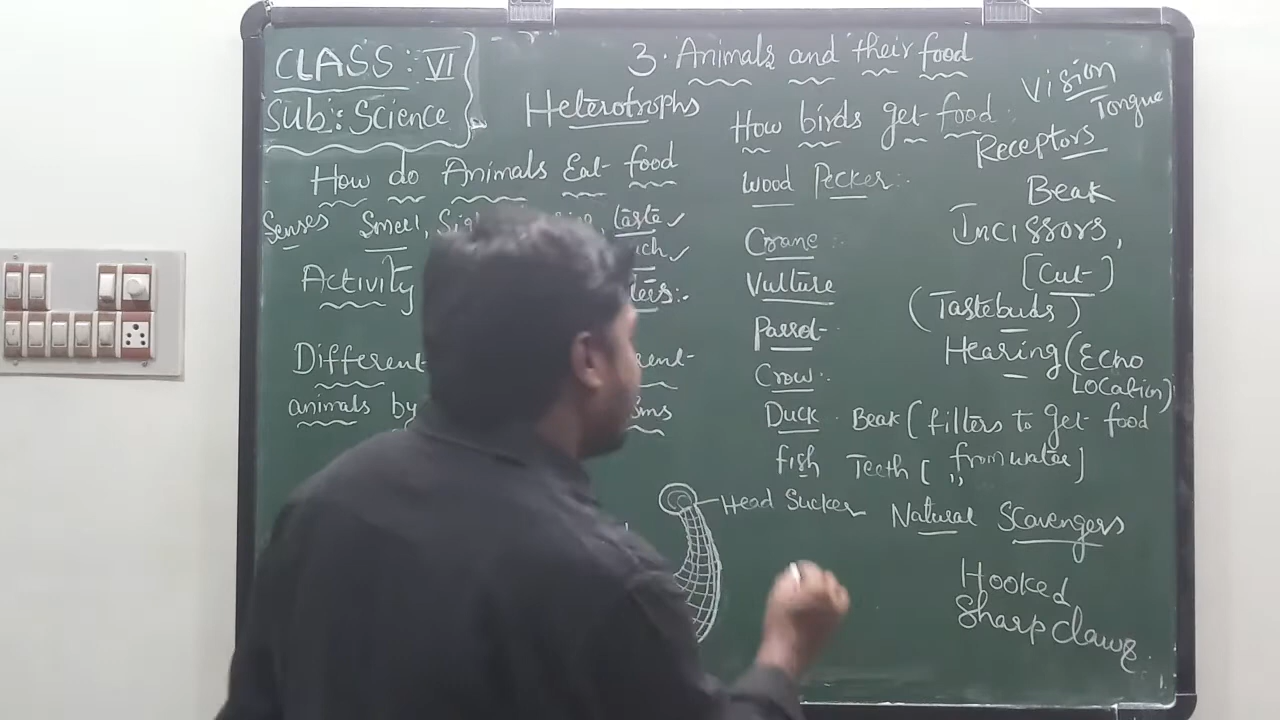 CLASS: VI
Sub: Science
3. Animals and their food
Heterotrophs
How do Animals Eat food
Senses Smell, taste
Activity
Different
animals by
How birds get food:
Wood Pecker:
Crane:
Vulture
Parrot
Crow:
Duck Beak (filters to get food
fish Teeth [ ,, from water]
Head Sucker
Vision
Tongue
Receptors
Beak
Incissors,
[Cut]
(Tastebuds)
Hearing (Echo
Location)
Natural Scavengers
Hooked
Sharp Claws